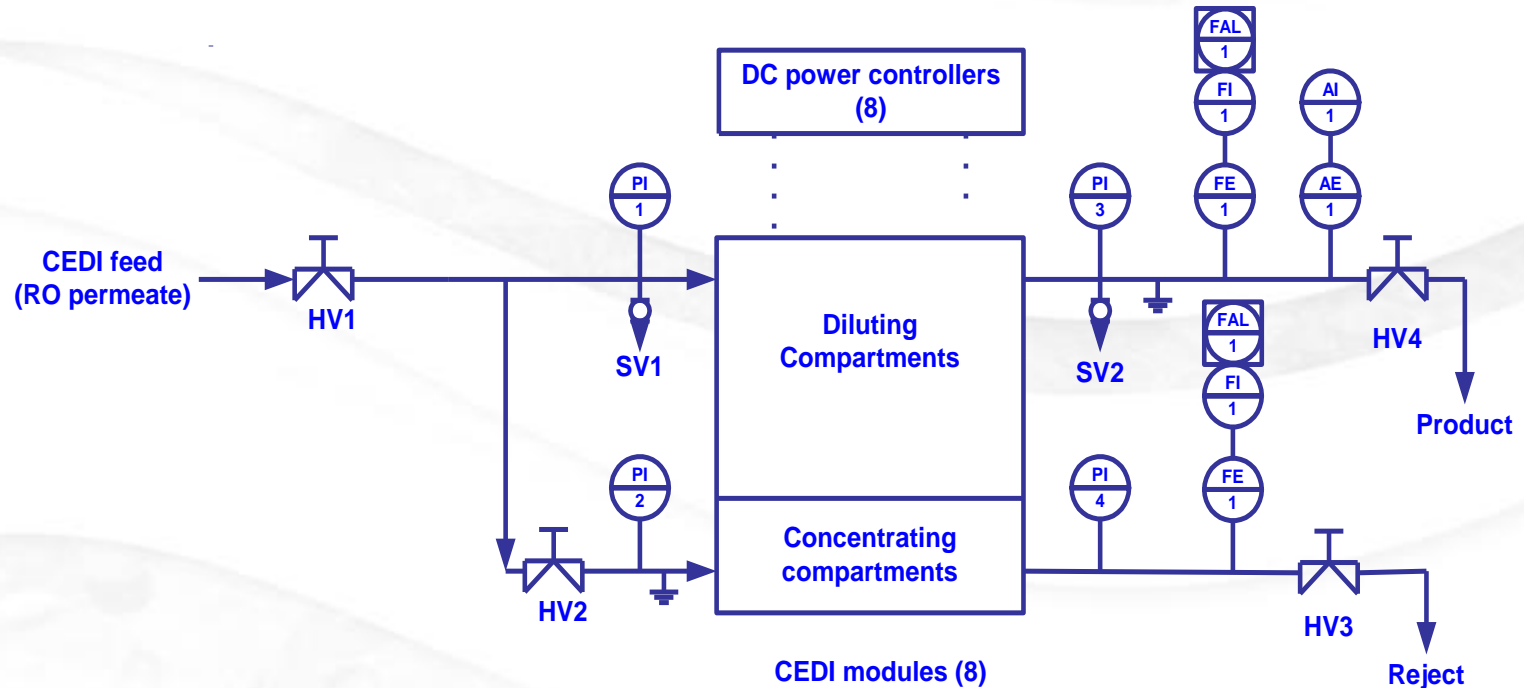 FAL
1
DC power controllers
(8)
FI
1
AI
1
PI
1
PI
3
FE
1
AE
1
CEDI feed
(RO permeate)
HV1
SV1
Diluting
Compartments
SV2
FAL
1
HV4
FI
1
Product
PI
2
PI
4
FE
1
Concentrating
compartments
HV2
HV3
CEDI modules (8)
Reject